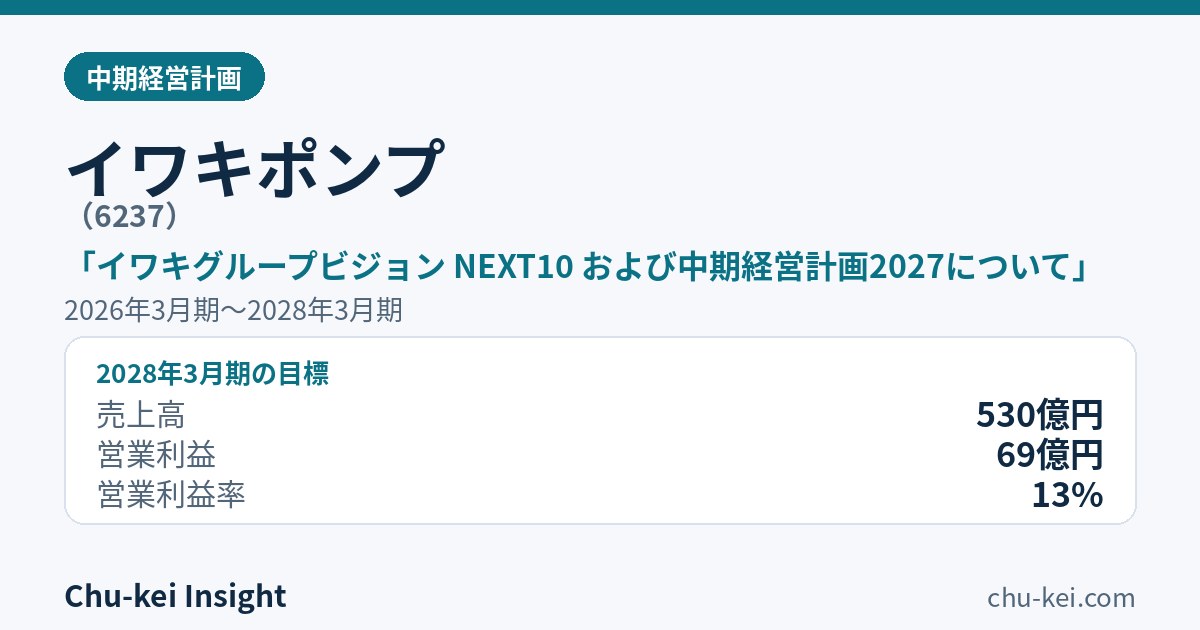 中期経営計画
イワキポンプ
（6237）
「イワキグループビジョン NEXT10 および中期経営計画2027について」
2026年3月期～2028年3月期
2028年3月期の目標
売上高 530億円
営業利益 69億円
営業利益率 13%
Chu-kei Insight chu-kei.com